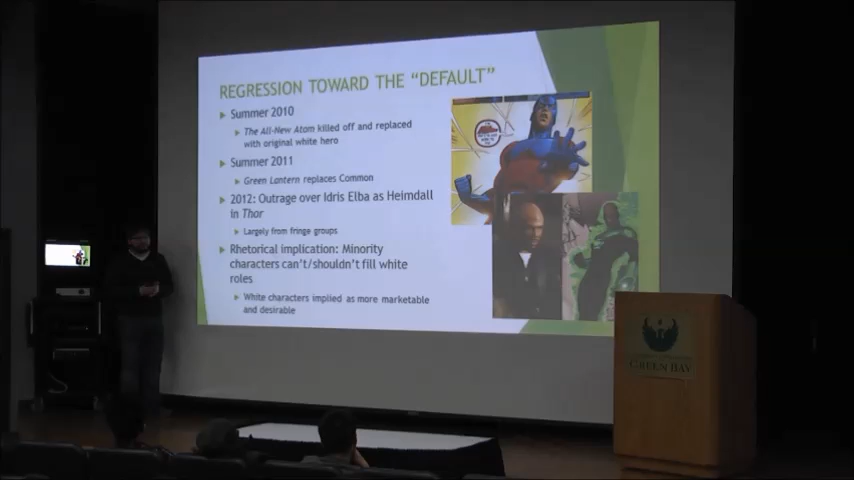 REGRESSION TOWARD THE "DEFAULT"
Summer 2010
The All-New Atom killed off and replaced
with original white hero
Summer 2011
Green Lantern replaces Common
2012: Outrage over Idris Elba as Heimdall
in Thor
Largely from fringe groups
Rhetorical implication: Minority
characters can't/shouldn't fill white
roles
White characters implied as more marketable
and desirable
GREEN BAY